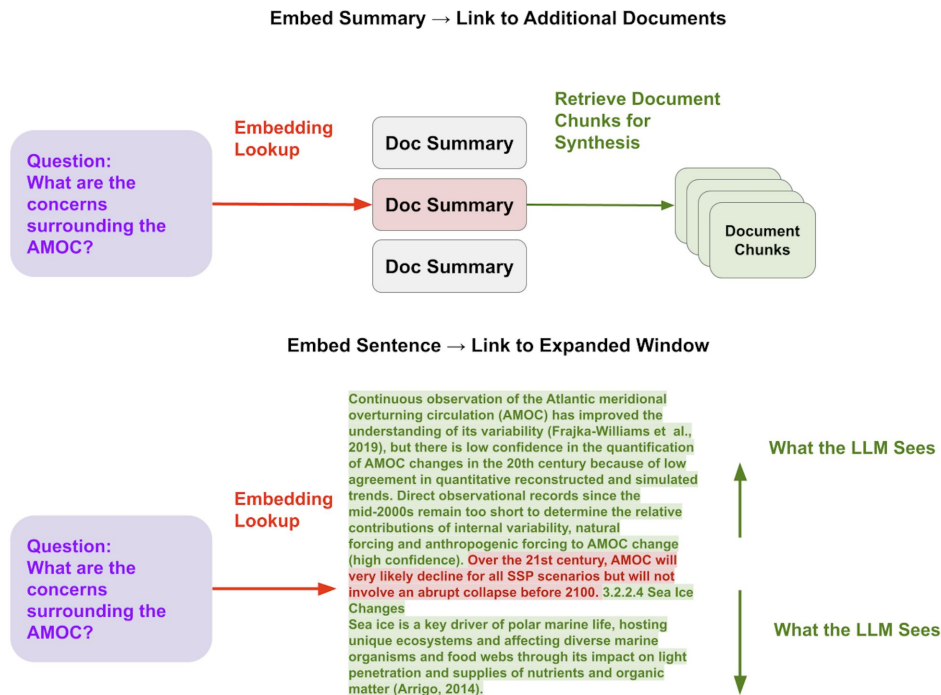 Embed Summary → Link to Additional Documents
Question:
What are the
concerns
surrounding the
AMOC?
Embedding
Lookup
Doc Summary
Doc Summary
Doc Summary
Retrieve Document
Chunks for
Synthesis
Document
Chunks
Embed Sentence → Link to Expanded Window
Question:
What are the
concerns
surrounding the
AMOC?
Embedding
Lookup
Continuous observation of the Atlantic meridional
overturning circulation (AMOC) has improved the
understanding of its variability (Frajka-Williams et al.,
2019), but there is low confidence in the quantification
of AMOC changes in the 20th century because of low
agreement in quantitative reconstructed and simulated
trends. Direct observational records since the
mid-2000s remain too short to determine the relative
contributions of internal variability, natural
forcing and anthropogenic forcing to AMOC change
(high confidence). Over the 21st century, AMOC will
very likely decline for all SSP scenarios but will not
involve an abrupt collapse before 2100. 3.2.2.4 Sea Ice
Changes
Sea ice is a key driver of polar marine life, hosting
unique ecosystems and affecting diverse marine
organisms and food webs through its impact on light
penetration and supplies of nutrients and organic
matter (Arrigo, 2014).
What the LLM Sees
What the LLM Sees